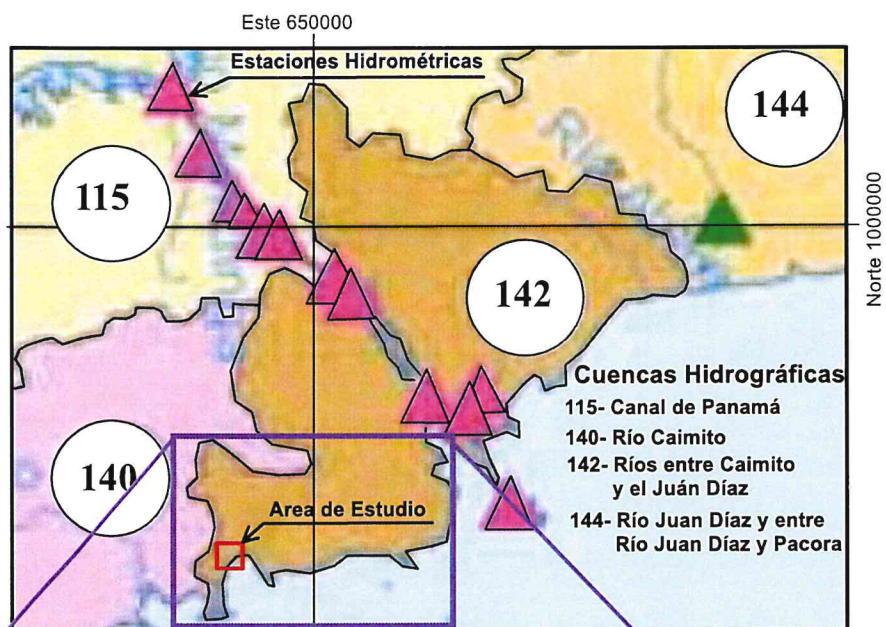 Este 650000
Estaciones Hidrométricas
144
115
Norte 1000000
142
Cuencas Hidrográficas
115- Canal de Panamá
140- Río Caimito
142- Ríos entre Caimito
y el Juán Díaz
144- Río Juan Díaz y entre
Río Juan Díaz y Pacora
140
Area de Estudio